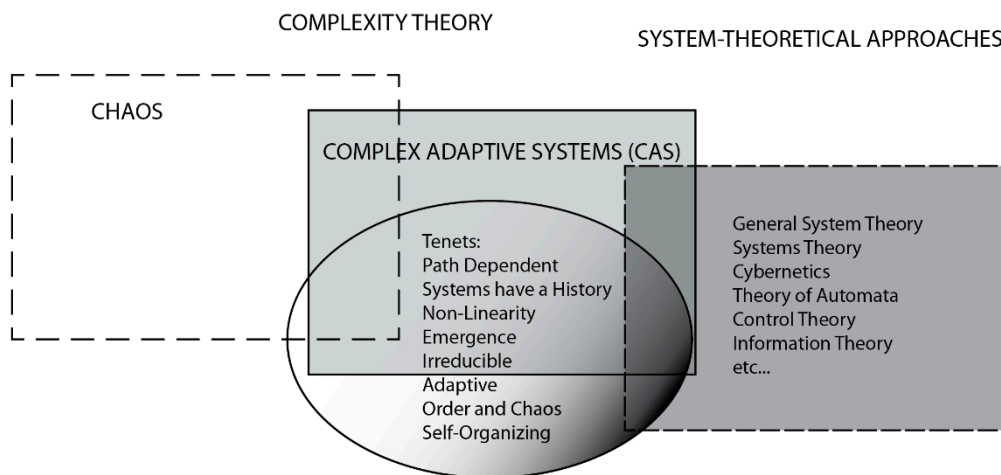 COMPLEXITY THEORY
SYSTEM-THEORETICAL APPROACHES
CHAOS
COMPLEX ADAPTIVE SYSTEMS (CAS)
Tenets:
Path Dependent
Systems have a History
Non-Linearity
Emergence
Irreducible
Adaptive
Order and Chaos
Self-Organizing
General System Theory
Systems Theory
Cybernetics
Theory of Automata
Control Theory
Information Theory
etc...